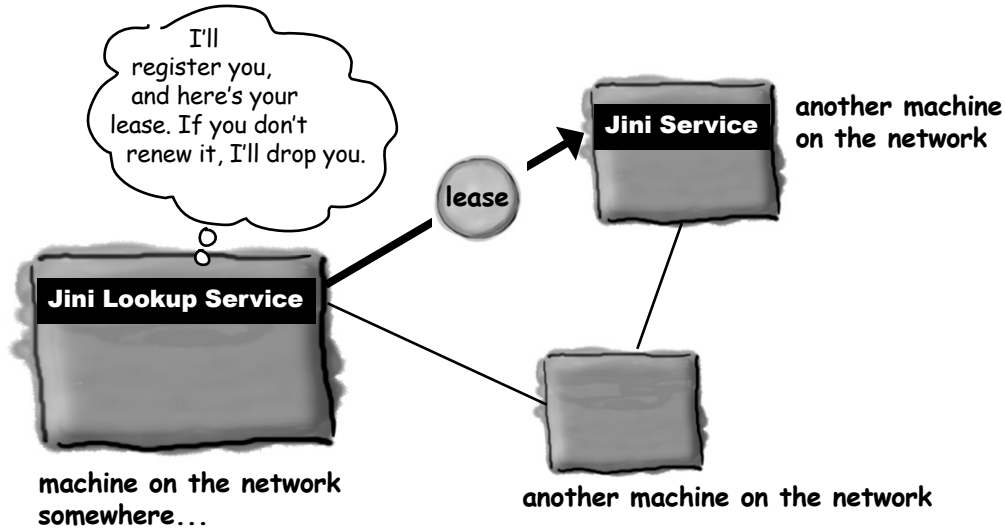 I'll
register you,
and here's your
lease. If you don't
renew it, I'll drop you.
Jini Service
another machine
on the network
lease
Jini Lookup Service
machine on the network
somewhere...
another machine on the network